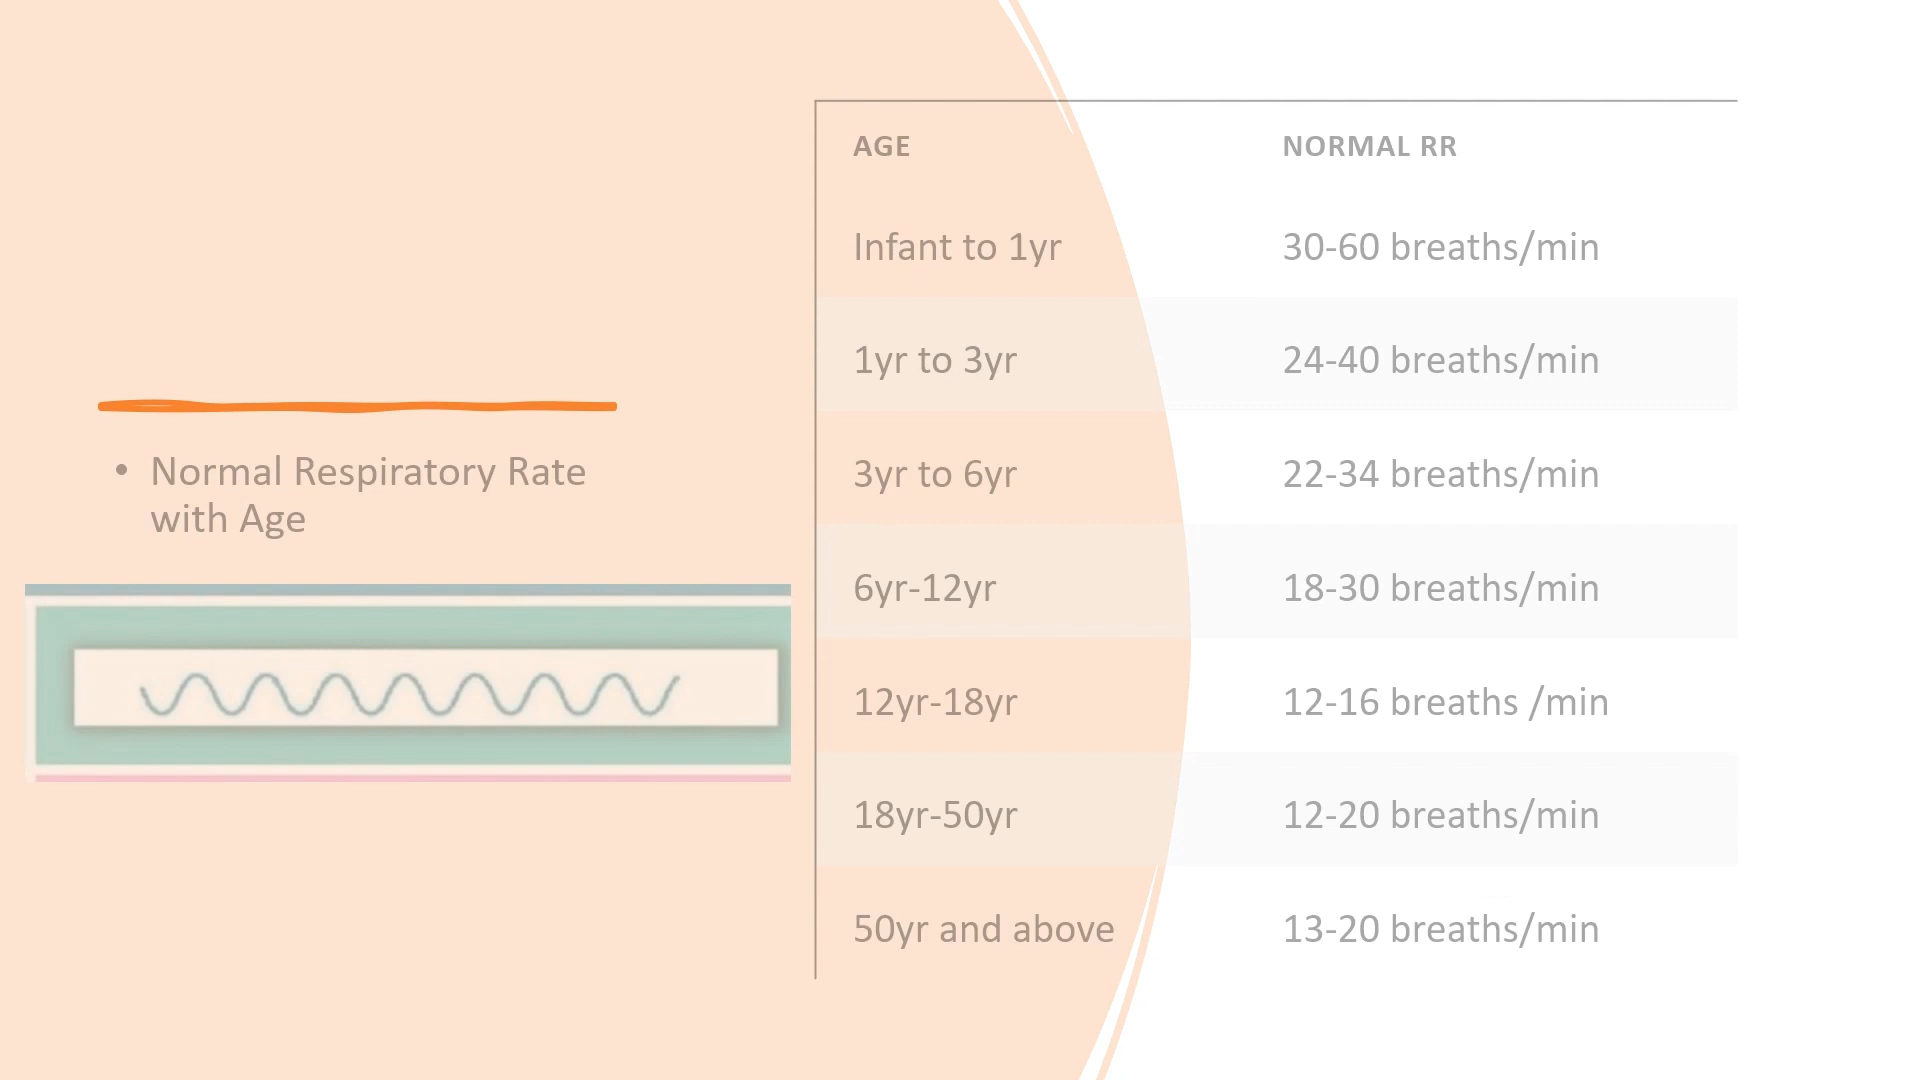 • Normal Respiratory Rate
with Age
AGE NORMAL RR
Infant to 1yr 30-60 breaths/min
1yr to 3yr 24-40 breaths/min
3yr to 6yr 22-34 breaths/min
6yr-12yr 18-30 breaths/min
12yr-18yr 12-16 breaths /min
18yr-50yr 12-20 breaths/min
50yr and above 13-20 breaths/min